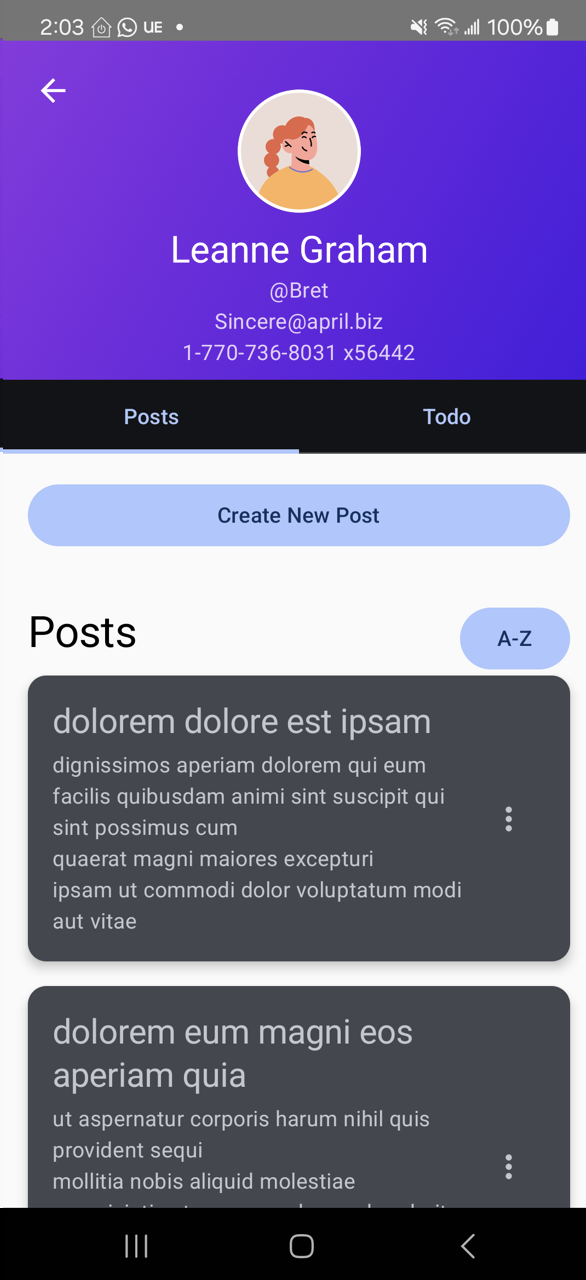 2:03 UE 100%
Leanne Graham
@Bret
Sincere@april.biz
1-770-736-8031 x56442
Posts Todo
Create New Post
Posts
A-Z
dolorem dolore est ipsam
dignissimos aperiam dolorem qui eum
facilis quibusdam animi sint suscipit qui
sint possimus cum
quaerat magni maiores excepturi
ipsam ut commodi dolor voluptatum modi
aut vitae
dolorem eum magni eos
aperiam quia
ut aspernatur corporis harum nihil quis
provident sequi
mollitia nobis aliquid molestiae